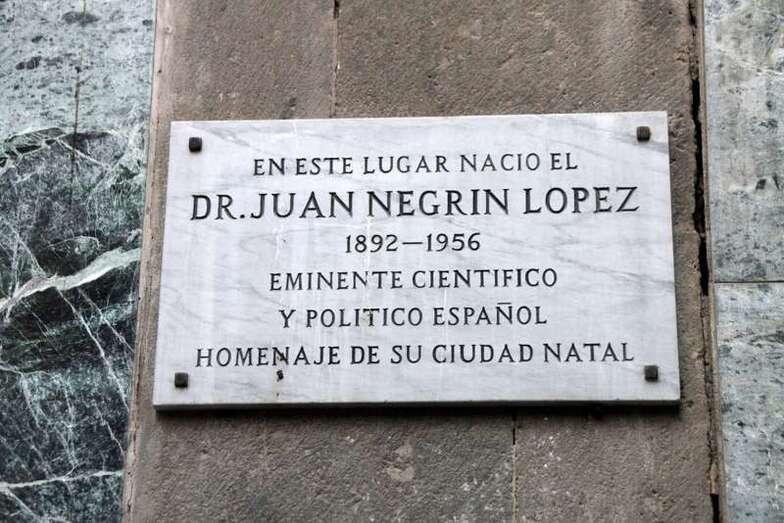 EN ESTE LUGAR NACIO EL
DR. JUAN NEGRIN LOPEZ
1892-1956
EMINENTE CIENTIFICO
Y POLITICO ESPAÑOL
HOMENAJE DE SU CIUDAD NATAL